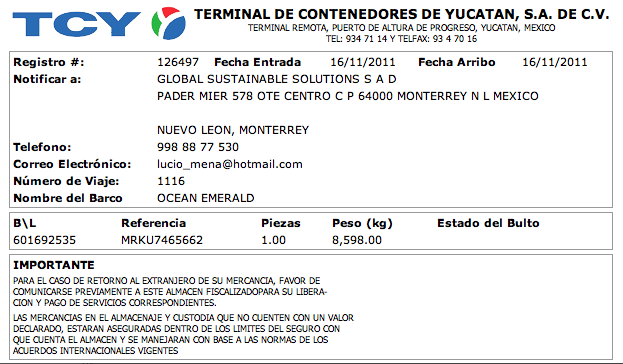 TCY
TERMINAL DE CONTENEDORES DE YUCATAN, S.A. DE C.V.
TERMINAL REMOTA, PUERTO DE ALTURA DE PROGRESO, YUCATAN, MEXICO
TEL: 934 71 14 Y TELFAX: 93 4 70 16
Registro #: 126497 Fecha Entrada 16/11/2011 Fecha Arribo 16/11/2011
Notificar a: GLOBAL SUSTAINABLE SOLUTIONS S A D
PADER MIER 578 OTE CENTRO C P 64000 MONTERREY N L MEXICO
NUEVO LEON, MONTERREY
Telefono: 998 88 77 530
Correo Electrónico: lucio_mena@hotmail.com
Número de Viaje: 1116
Nombre del Barco OCEAN EMERALD
B\L Referencia Piezas Peso (kg) Estado del Bulto
601692535 MRKU7465662 1.00 8,598.00
IMPORTANTE
PARA EL CASO DE RETORNO AL EXTRANJERO DE SU MERCANCIA, FAVOR DE
COMUNICARSE PREVIAMENTE A ESTE ALMACEN FISCALIZADOPARA SU LIBERA-
CION Y PAGO DE SERVICIOS CORRESPONDIENTES.
LAS MERCANCIAS EN EL ALMACENAJE Y CUSTODIA QUE NO CUENTEN CON UN VALOR
DECLARADO, ESTARAN ASEGURADAS DENTRO DE LOS LIMITES DEL SEGURO CON
QUE CUENTA EL ALMACEN Y SE MANEJARAN CON BASE A LAS NORMAS DE LOS
ACUERDOS INTERNACIONALES VIGENTES